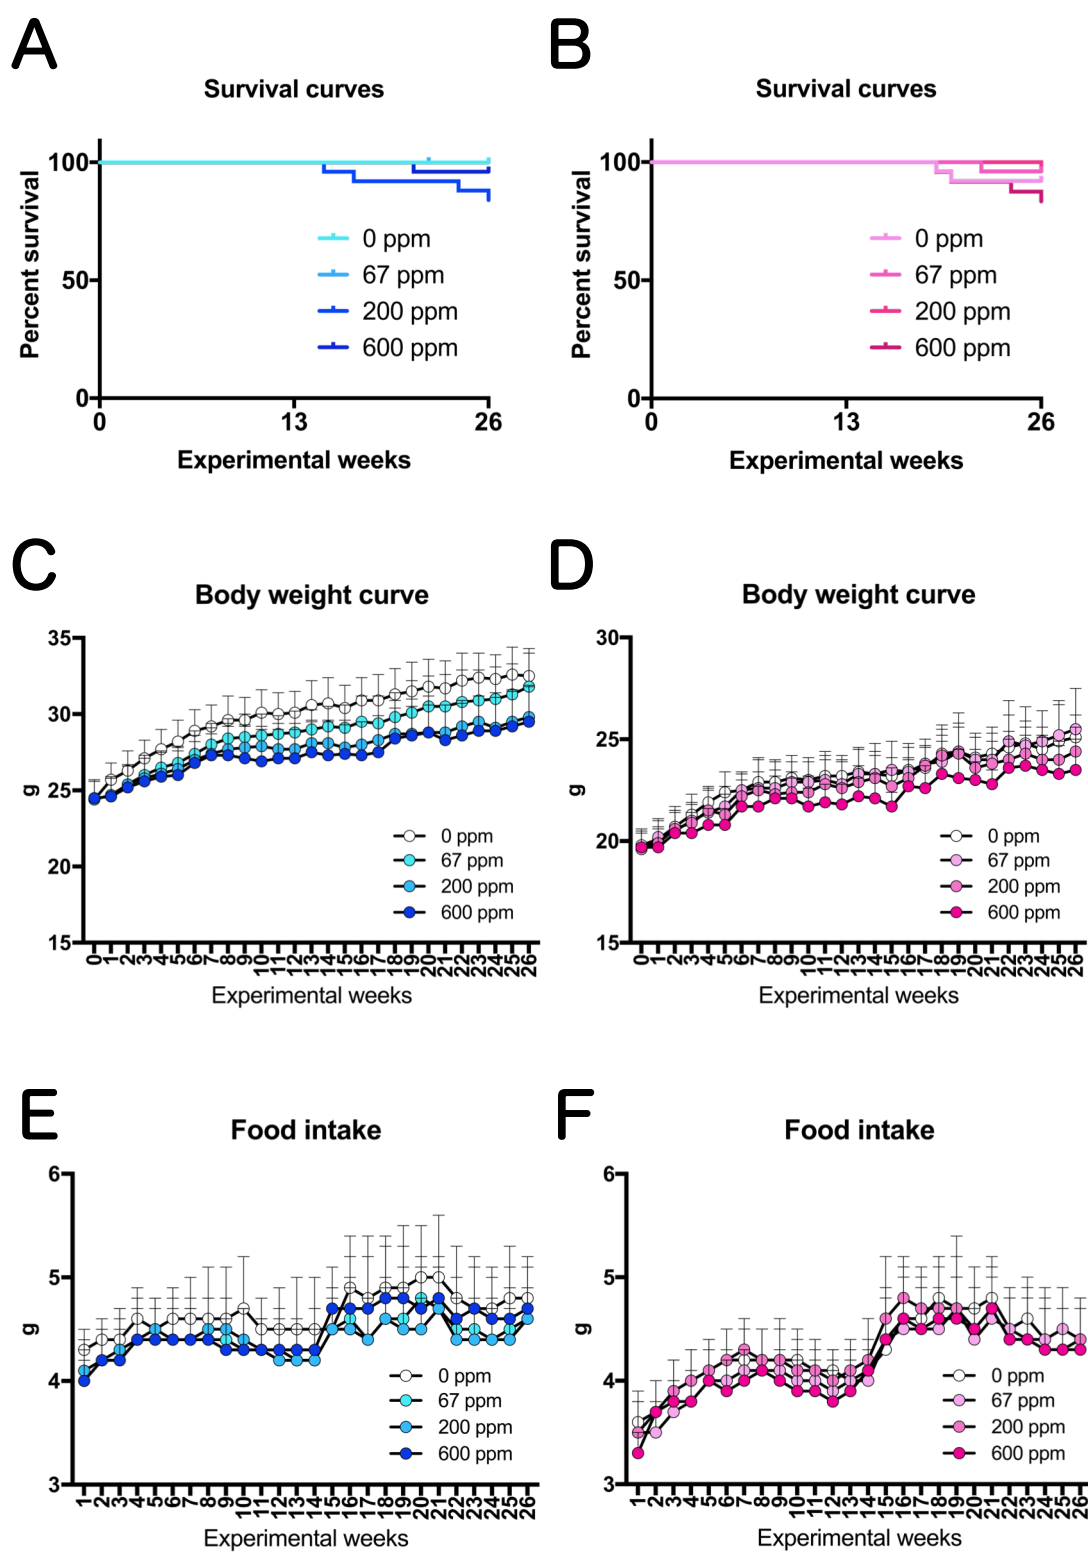 A
B
Survival curves
Survival curves
Percent survival
100
50
0
0 ppm
67 ppm
200 ppm
600 ppm
0
13
26
Experimental weeks
Percent survival
100
50
0
0 ppm
67 ppm
200 ppm
600 ppm
0
13
26
Experimental weeks
C
D
Body weight curve
Body weight curve
g
35
30
25
20
15
0 ppm
67 ppm
200 ppm
600 ppm
0 1 2 3 4 5 6 7 8 9 10 11 12 13 14 15 16 17 18 19 20 21 22 23 24 25 26
Experimental weeks
g
30
25
20
15
0 ppm
67 ppm
200 ppm
600 ppm
0 1 2 3 4 5 6 7 8 9 10 11 12 13 14 15 16 17 18 19 20 21 22 23 24 25 26
Experimental weeks
E
F
Food intake
Food intake
g
6
5
4
3
0 ppm
67 ppm
200 ppm
600 ppm
1 2 3 4 5 6 7 8 9 10 11 12 13 14 15 16 17 18 19 20 21 22 23 24 25 26
Experimental weeks
g
6
5
4
3
0 ppm
67 ppm
200 ppm
600 ppm
1 2 3 4 5 6 7 8 9 10 11 12 13 14 15 16 17 18 19 20 21 22 23 24 25 26
Experimental weeks